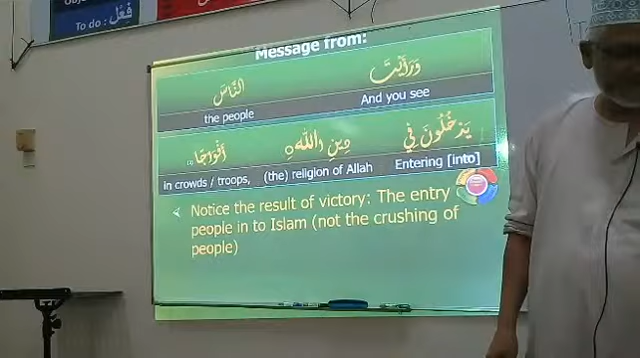 To do : فَعَلَ
Message from:
وَرَأَيْتَ النَّاسَ
And you see the people
يَدْخُلُونَ فِي دِينِ اللَّهِ أَفْوَاجًا
Entering [into] (the) religion of Allah in crowds / troops,
Notice the result of victory: The entry
people in to Islam (not the crushing of
people)